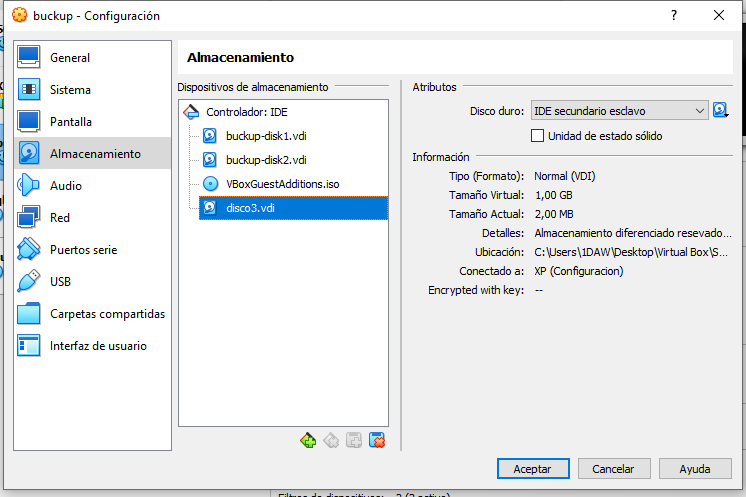 buckup - Configuración
?
General
Sistema
Pantalla
Almacenamiento
Audio
Red
Puertos serie
USB
Carpetas compartidas
Interfaz de usuario
Almacenamiento
Dispositivos de almacenamiento
Controlador: IDE
buckup-disk1.vdi
buckup-disk2.vdi
VBoxGuestAdditions.iso
disco3.vdi
Atributos
Disco duro: IDE secundario esclavo
Unidad de estado sólido
Información
Tipo (Formato): Normal (VDI)
Tamaño Virtual: 1,00 GB
Tamaño Actual: 2,00 MB
Detalles: Almacenamiento diferenciado resevado...
Ubicación: C:\Users\1DAW\Desktop\Virtual Box\S...
Conectado a: XP (Configuracion)
Encrypted with key: --
Aceptar
Cancelar
Ayuda